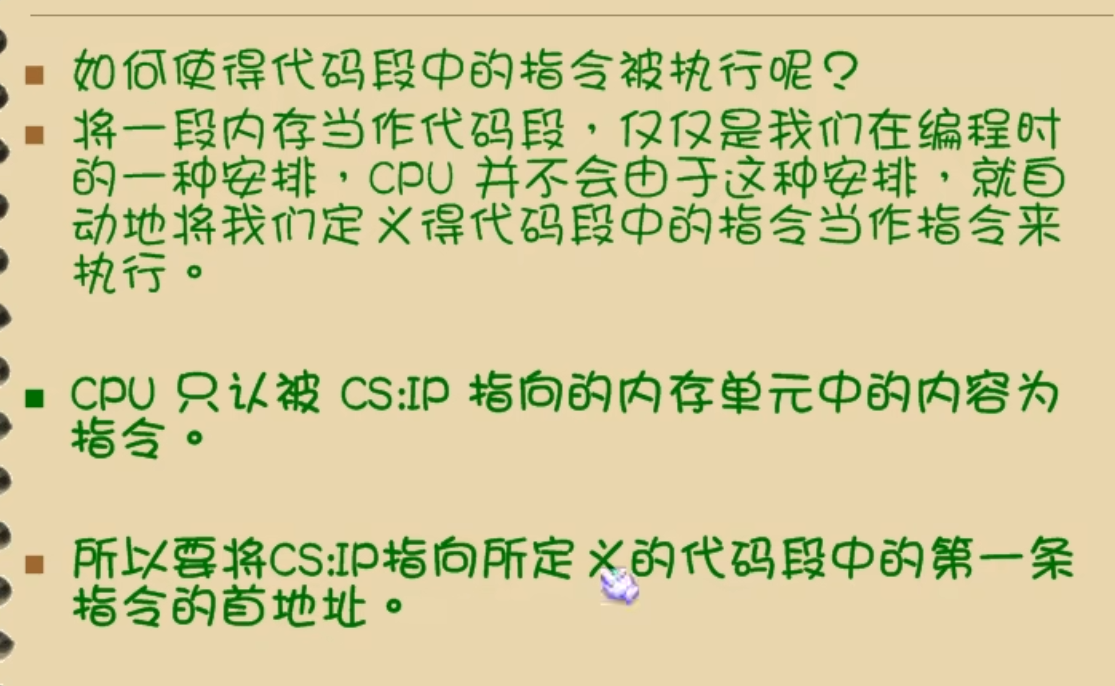 如何使得代码段中的指令被执行呢？
将一段内存当作代码段，仅仅是我们在编程时
的一种安排，CPU 并不会由于这种安排，就自
动地将我们定义得代码段中的指令当作指令来
执行。
CPU 只认被 CS:IP 指向的内存单元中的内容为
指令。
所以要将CS:IP指向所定义的代码段中的第一条
指令的首地址。